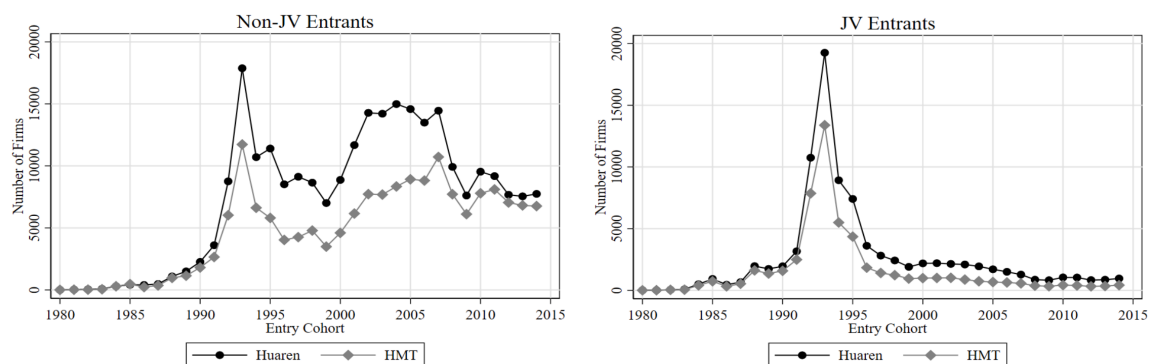 Non-JV Entrants
20000
15000
10000
5000
0
Number of Firms
1980 1985 1990 1995 2000 2005 2010 2015
Entry Cohort
Huaren HMT
JV Entrants
20000
15000
10000
5000
0
Number of Firms
1980 1985 1990 1995 2000 2005 2010 2015
Entry Cohort
Huaren HMT